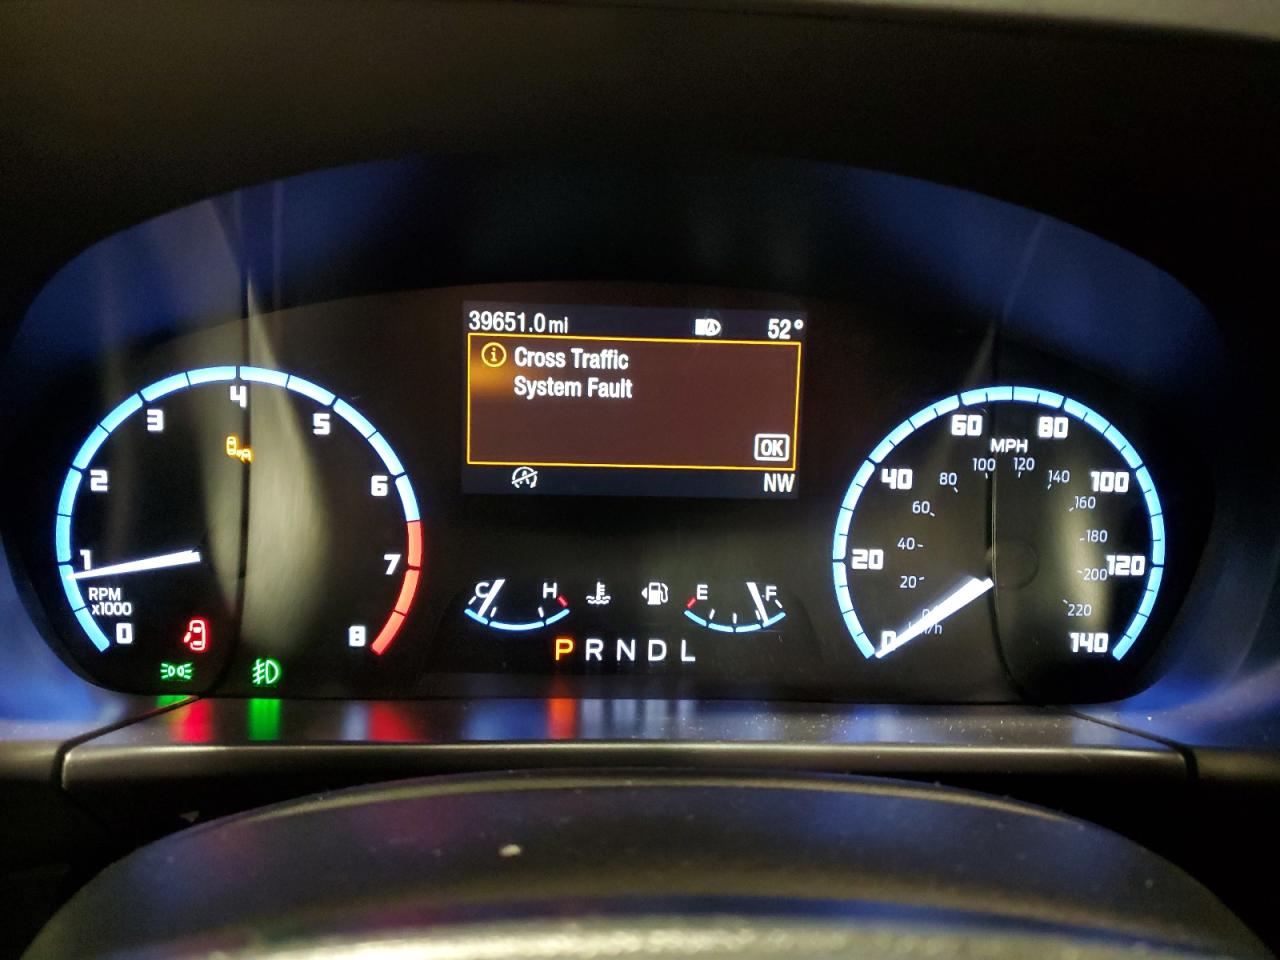 39651.0 mi 52°
Cross Traffic
System Fault
OK
NW
0 1 2 3 4 5 6 7 8
RPM
x1000
C H E F
P R N D L
0 20 40 60 80 100 120 140
MPH
20 40 60 80 100 120 140 160 180 200 220